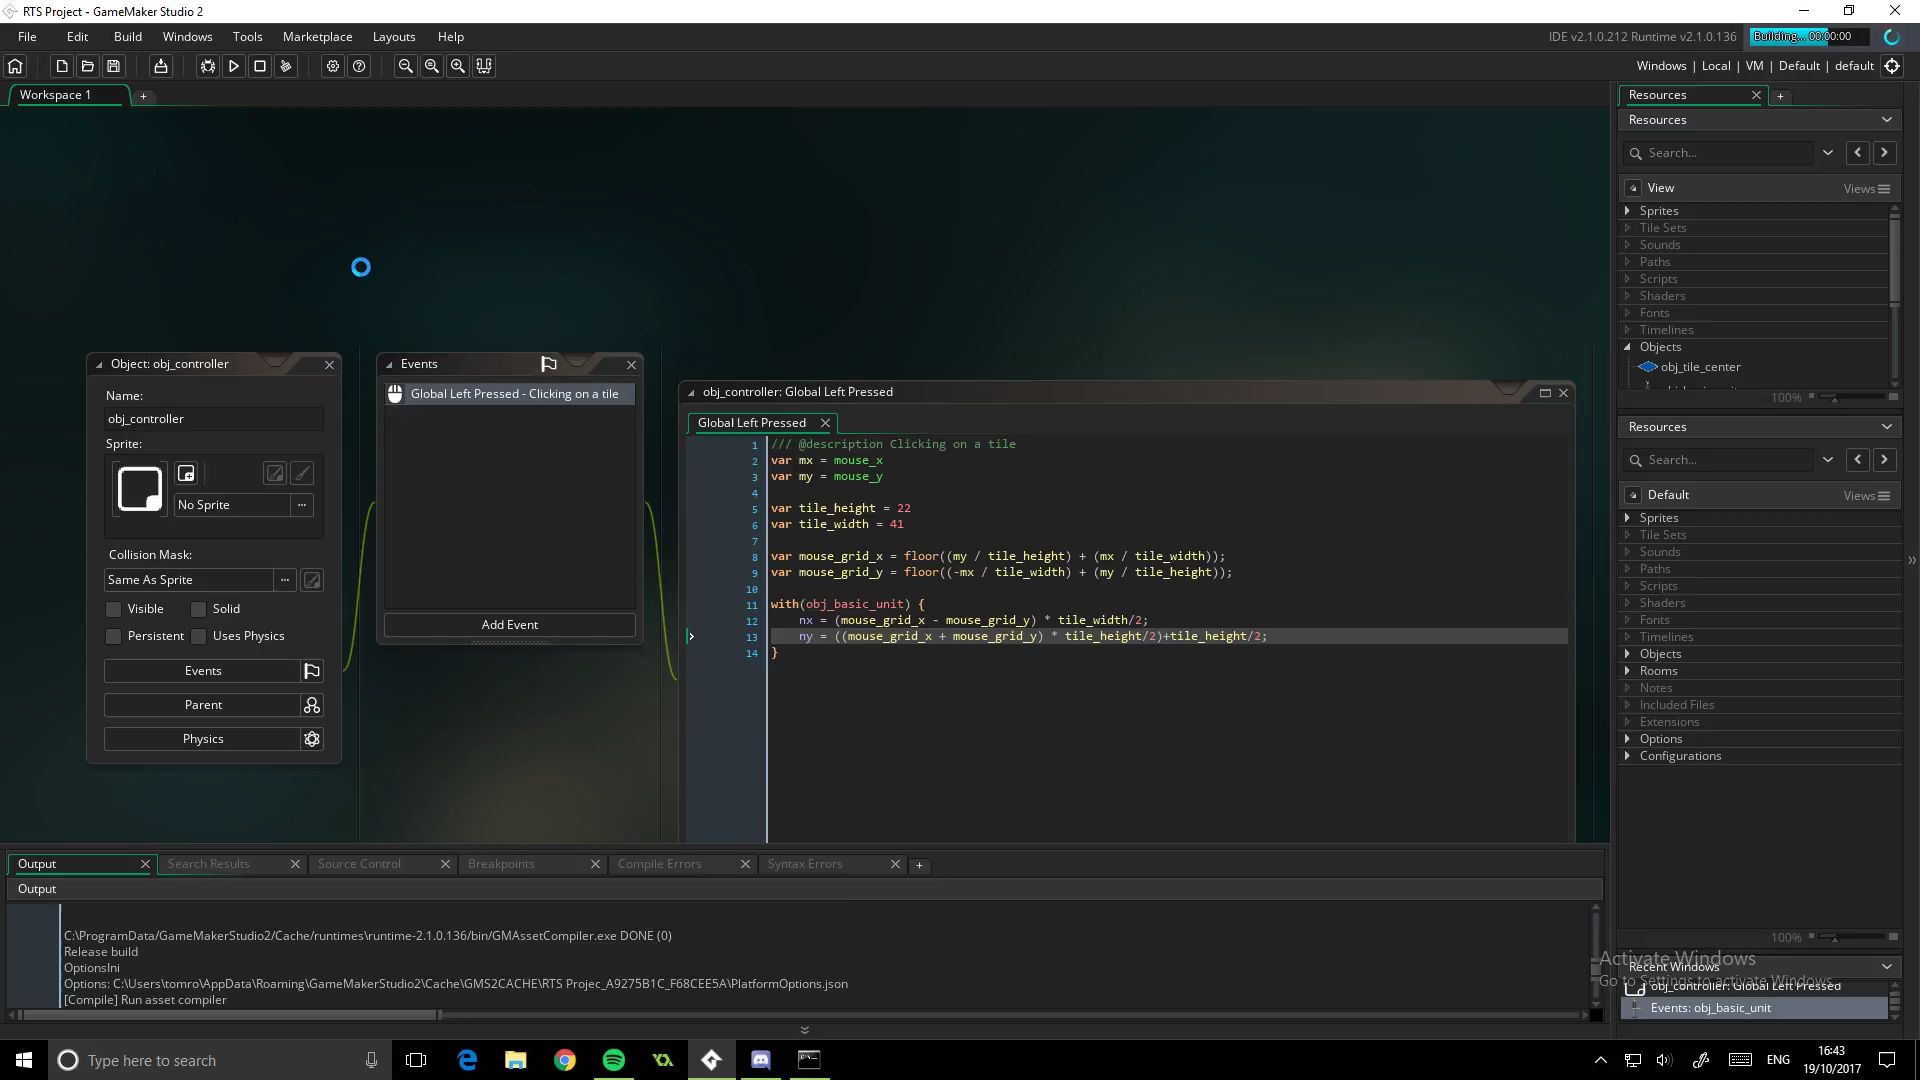 RTS Project - GameMaker Studio 2
File Edit Build Windows Tools Marketplace Layouts Help
IDE v2.1.0.212 Runtime v2.1.0.136
Building... 00:00:00
Windows | Local | VM | Default | default
Workspace 1
Resources
Resources
Search...
View
Views
Sprites
Tile Sets
Sounds
Paths
Scripts
Shaders
Fonts
Timelines
Objects
obj_tile_center
100%
Object: obj_controller
Name:
obj_controller
Sprite:
No Sprite
Collision Mask:
Same As Sprite
Visible
Solid
Persistent
Uses Physics
Events
Parent
Physics
Events
Global Left Pressed - Clicking on a tile
Add Event
obj_controller: Global Left Pressed
Global Left Pressed
1 /// @description Clicking on a tile
2 var mx = mouse_x
3 var my = mouse_y
4
5 var tile_height = 22
6 var tile_width = 41
7
8 var mouse_grid_x = floor((my / tile_height) + (mx / tile_width));
9 var mouse_grid_y = floor((-mx / tile_width) + (my / tile_height));
10
11 with(obj_basic_unit) {
12 nx = (mouse_grid_x - mouse_grid_y) * tile_width/2;
13 ny = ((mouse_grid_x + mouse_grid_y) * tile_height/2)+tile_height/2;
14 }
Resources
Search...
Default
Views
Sprites
Tile Sets
Sounds
Paths
Scripts
Shaders
Fonts
Timelines
Objects
Rooms
Notes
Included Files
Extensions
Options
Configurations
100%
Output
Search Results
Source Control
Breakpoints
Compile Errors
Syntax Errors
Output
C:\ProgramData/GameMakerStudio2/Cache/runtimes\runtime-2.1.0.136/bin/GMAssetCompiler.exe DONE (0)
Release build
OptionsIni
Options: C:\Users\tomro\AppData\Roaming\GameMakerStudio2\Cache\GMS2CACHE\RTS Projec_A9275B1C_F68CEE5A\PlatformOptions.json
[Compile] Run asset compiler
Activate Windows
Go to Settings to activate Windows.
Recent Windows
obj_controller: Global Left Pressed
Events: obj_basic_unit
Type here to search
ENG
16:43
19/10/2017